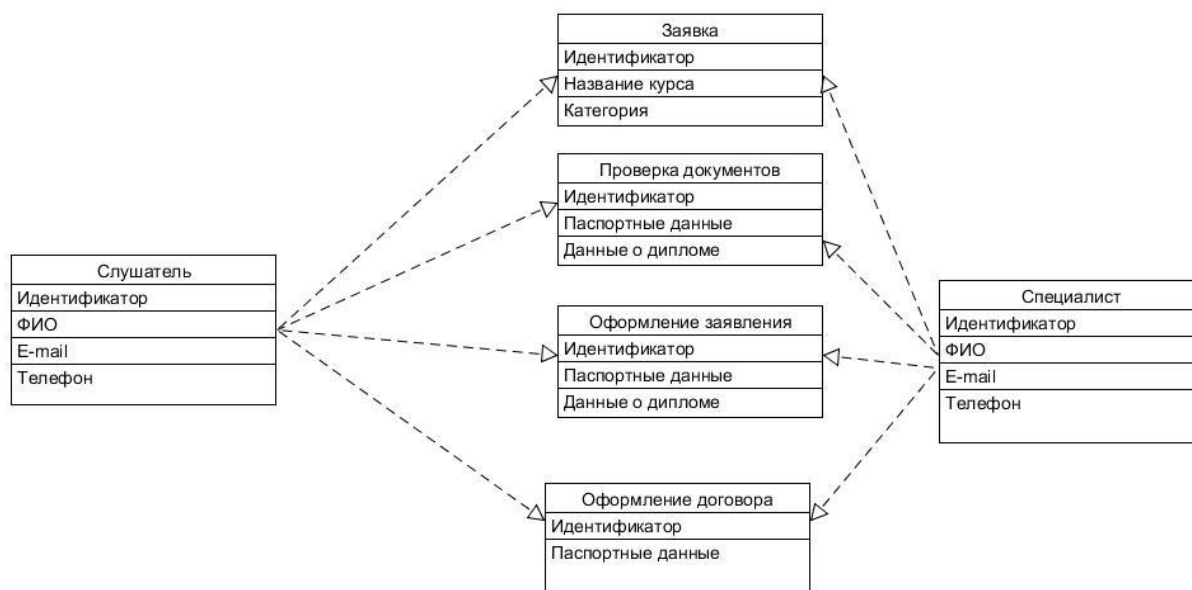 Заявка
Идентификатор
Название курса
Категория
Проверка документов
Идентификатор
Паспортные данные
Данные о дипломе
Слушатель
Идентификатор
ФИО
E-mail
Телефон
Оформление заявления
Идентификатор
Паспортные данные
Данные о дипломе
Специалист
Идентификатор
ФИО
E-mail
Телефон
Оформление договора
Идентификатор
Паспортные данные